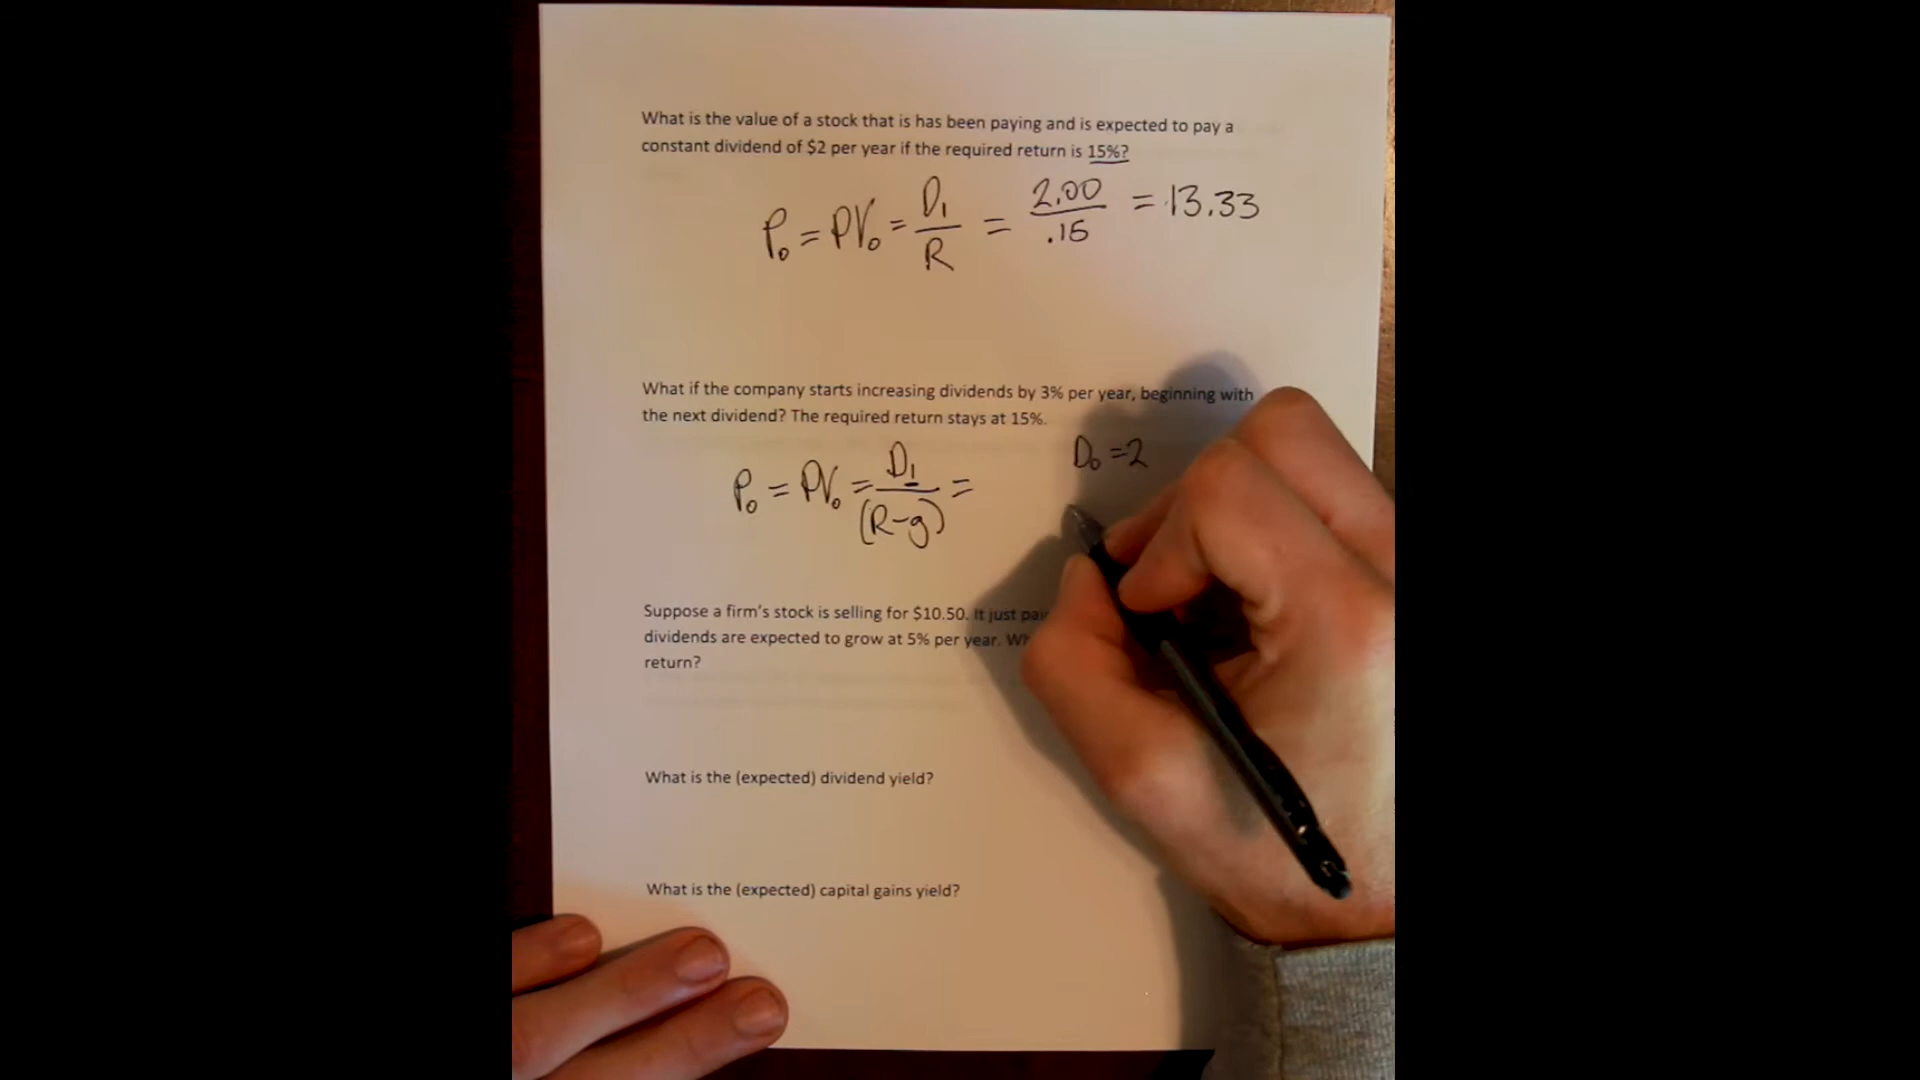 What is the value of a stock that is has been paying and is expected to pay a
constant dividend of $2 per year if the required return is 15%?
P₀ = PV₀ = D₁/R = 2.00/.15 = 13.33
What if the company starts increasing dividends by 3% per year, beginning with
the next dividend? The required return stays at 15%.
D₀ = 2
P₀ = PV₀ = D₁/(R-g) =
Suppose a firm's stock is selling for $10.50. It just
dividends are expected to grow at 5% per year.
return?
What is the (expected) dividend yield?
What is the (expected) capital gains yield?